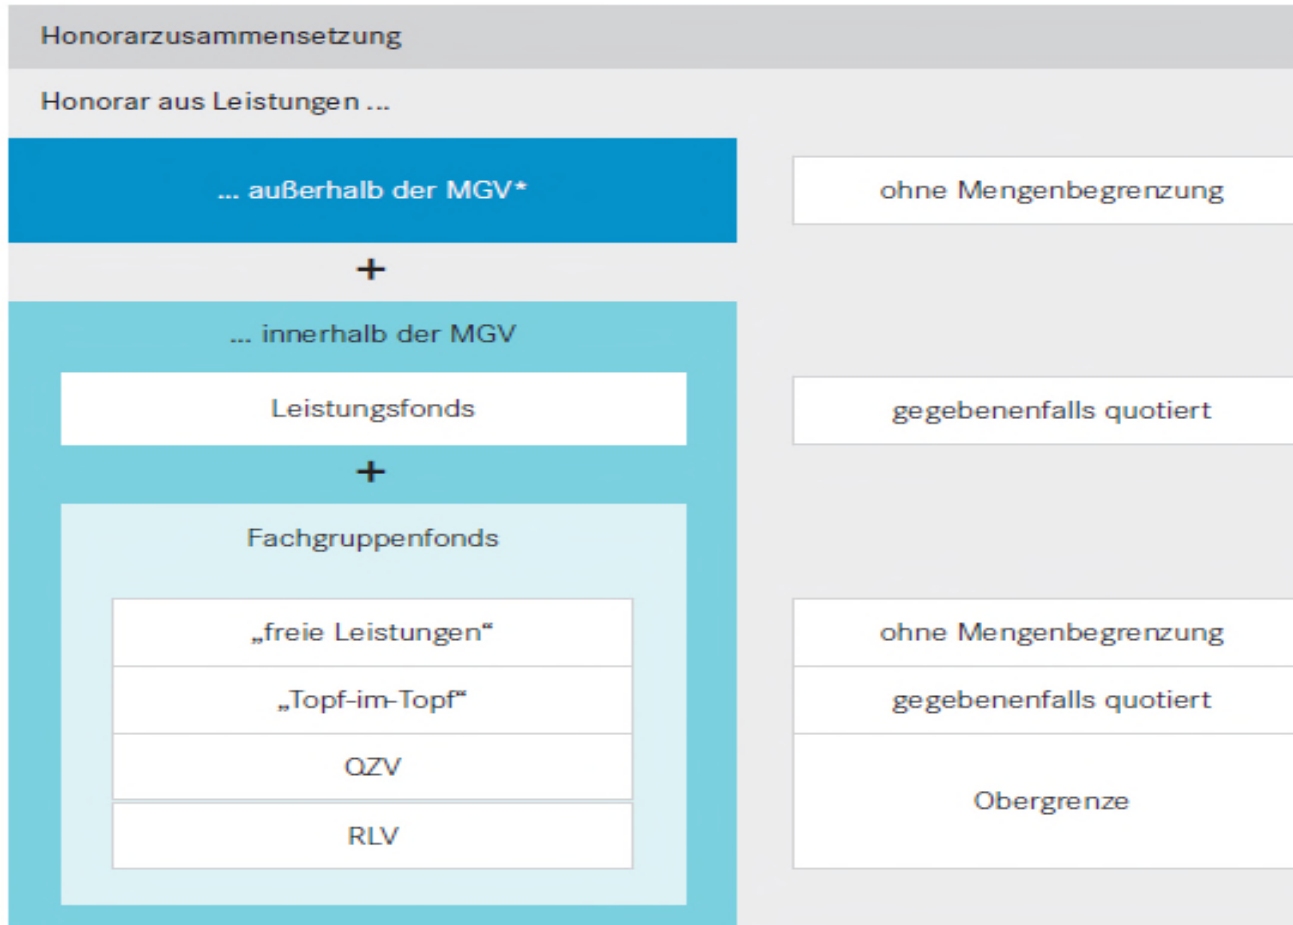 Honorarzusammensetzung
Honorar aus Leistungen ...
... außerhalb der MGV*
ohne Mengenbegrenzung
+
... innerhalb der MGV
Leistungsfonds
gegebenenfalls quotiert
+
Fachgruppenfonds
„freie Leistungen“
ohne Mengenbegrenzung
„Topf-im-Topf“
gegebenenfalls quotiert
QZV
Obergrenze
RLV